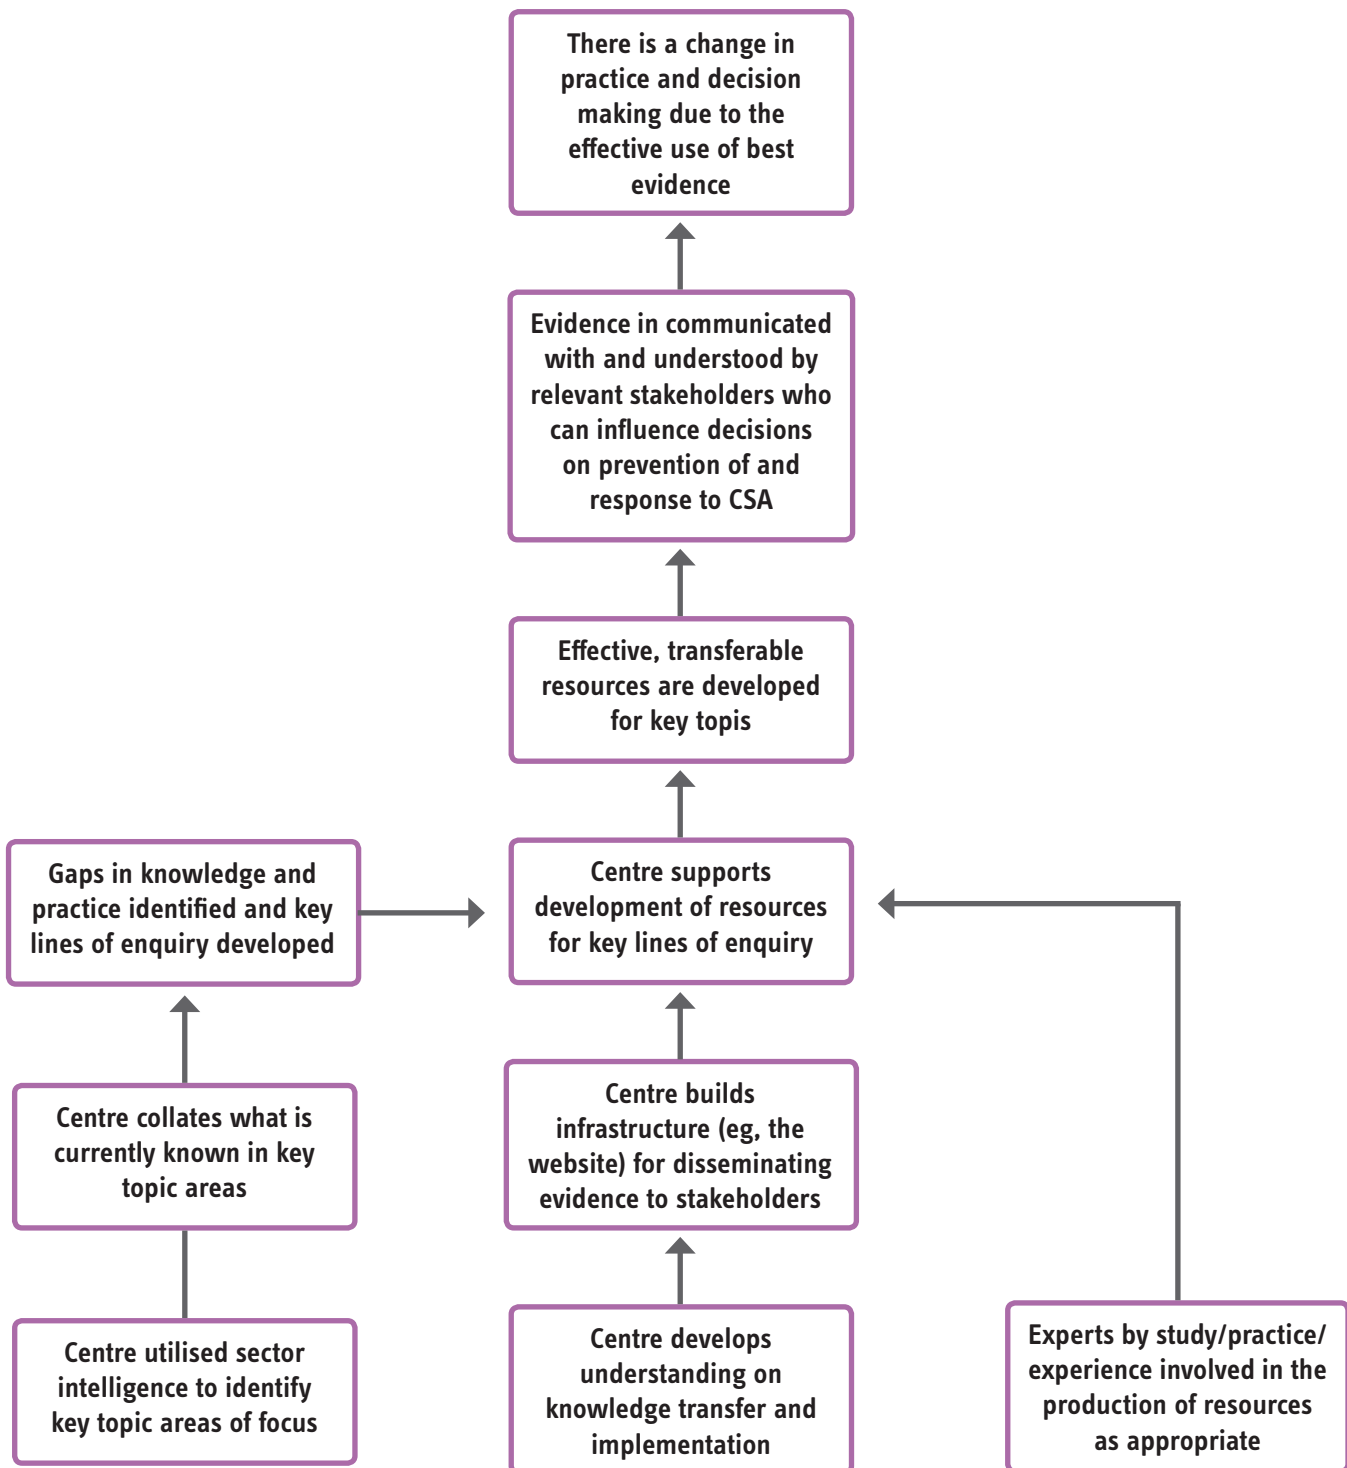 There is a change in
practice and decision
making due to the
effective use of best
evidence
Evidence in communicated
with and understood by
relevant stakeholders who
can influence decisions
on prevention of and
response to CSA
Effective, transferable
resources are developed
for key topis
Gaps in knowledge and
practice identified and key
lines of enquiry developed
Centre supports
development of resources
for key lines of enquiry
Centre collates what is
currently known in key
topic areas
Centre builds
infrastructure (eg, the
website) for disseminating
evidence to stakeholders
Centre utilised sector
intelligence to identify
key topic areas of focus
Centre develops
understanding on
knowledge transfer and
implementation
Experts by study/practice/
experience involved in the
production of resources
as appropriate